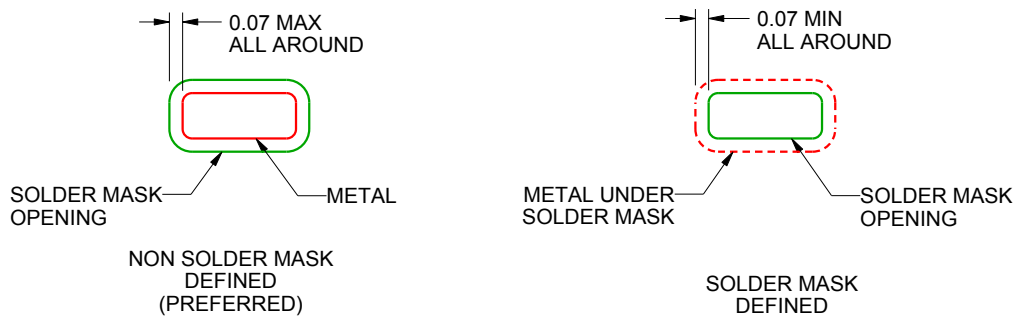 0.07 MAX
ALL AROUND
SOLDER MASK
OPENING
METAL
NON SOLDER MASK
DEFINED
(PREFERRED)
0.07 MIN
ALL AROUND
METAL UNDER
SOLDER MASK
SOLDER MASK
OPENING
SOLDER MASK
DEFINED